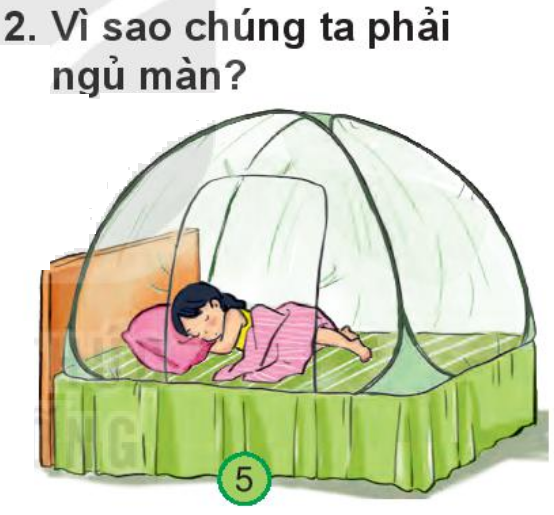 2. Vì sao chúng ta phải
ngủ màn?
5